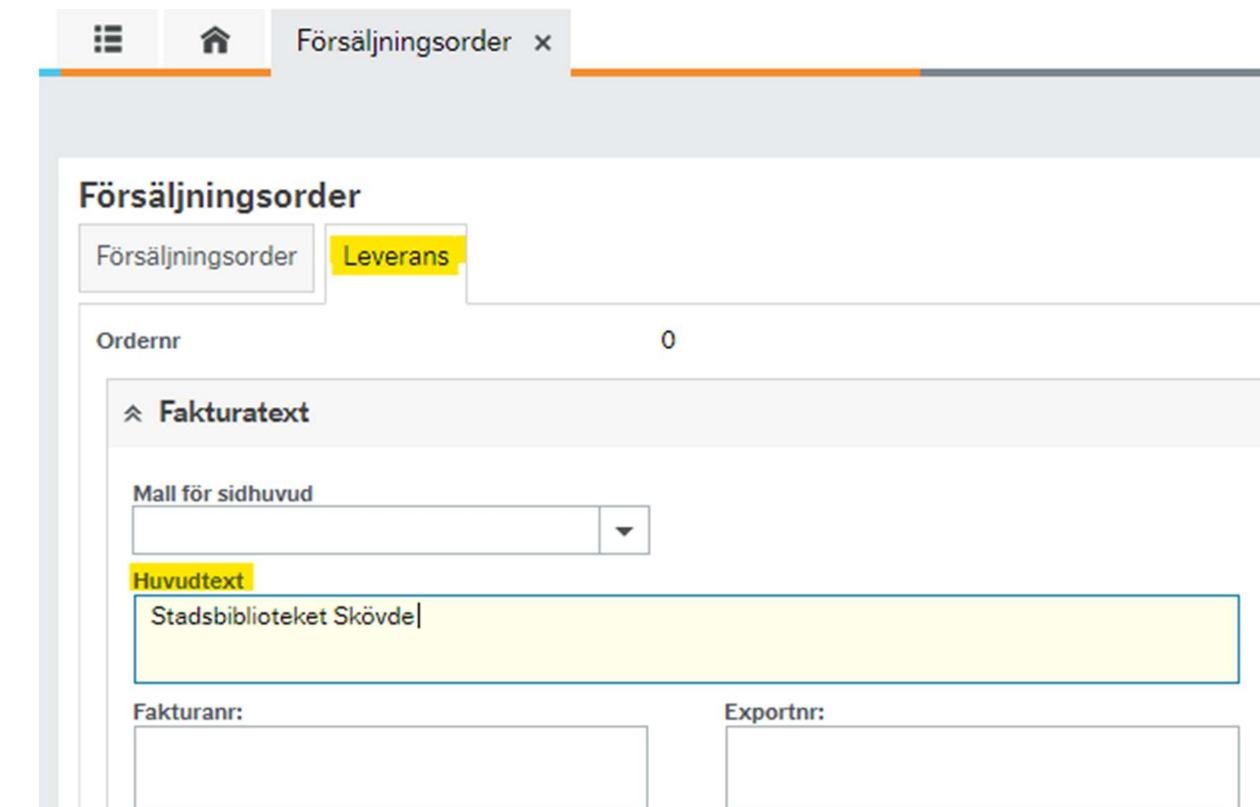 Försäljningsorder ×
Försäljningsorder
Försäljningsorder Leverans
Ordernr 0
Fakturatext
Mall för sidhuvud
Huvudtext
Stadsbiblioteket Skövde
Fakturanr: Exportnr: